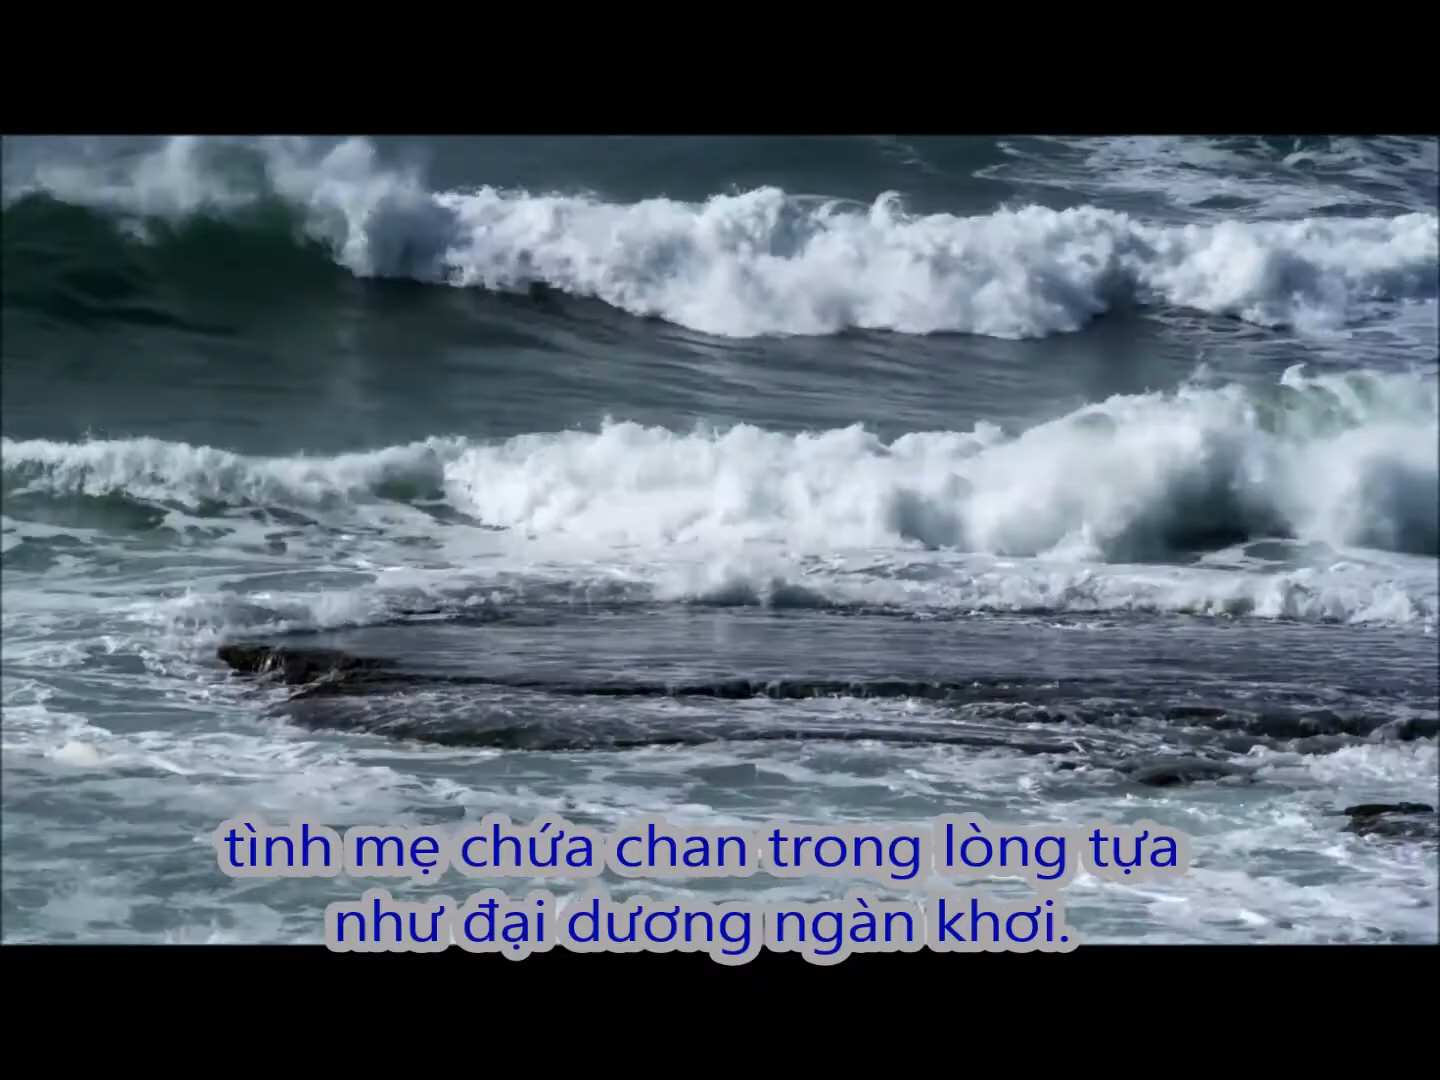 tình mẹ chứa chan trong lòng tựa
như đại dương ngàn khơi.